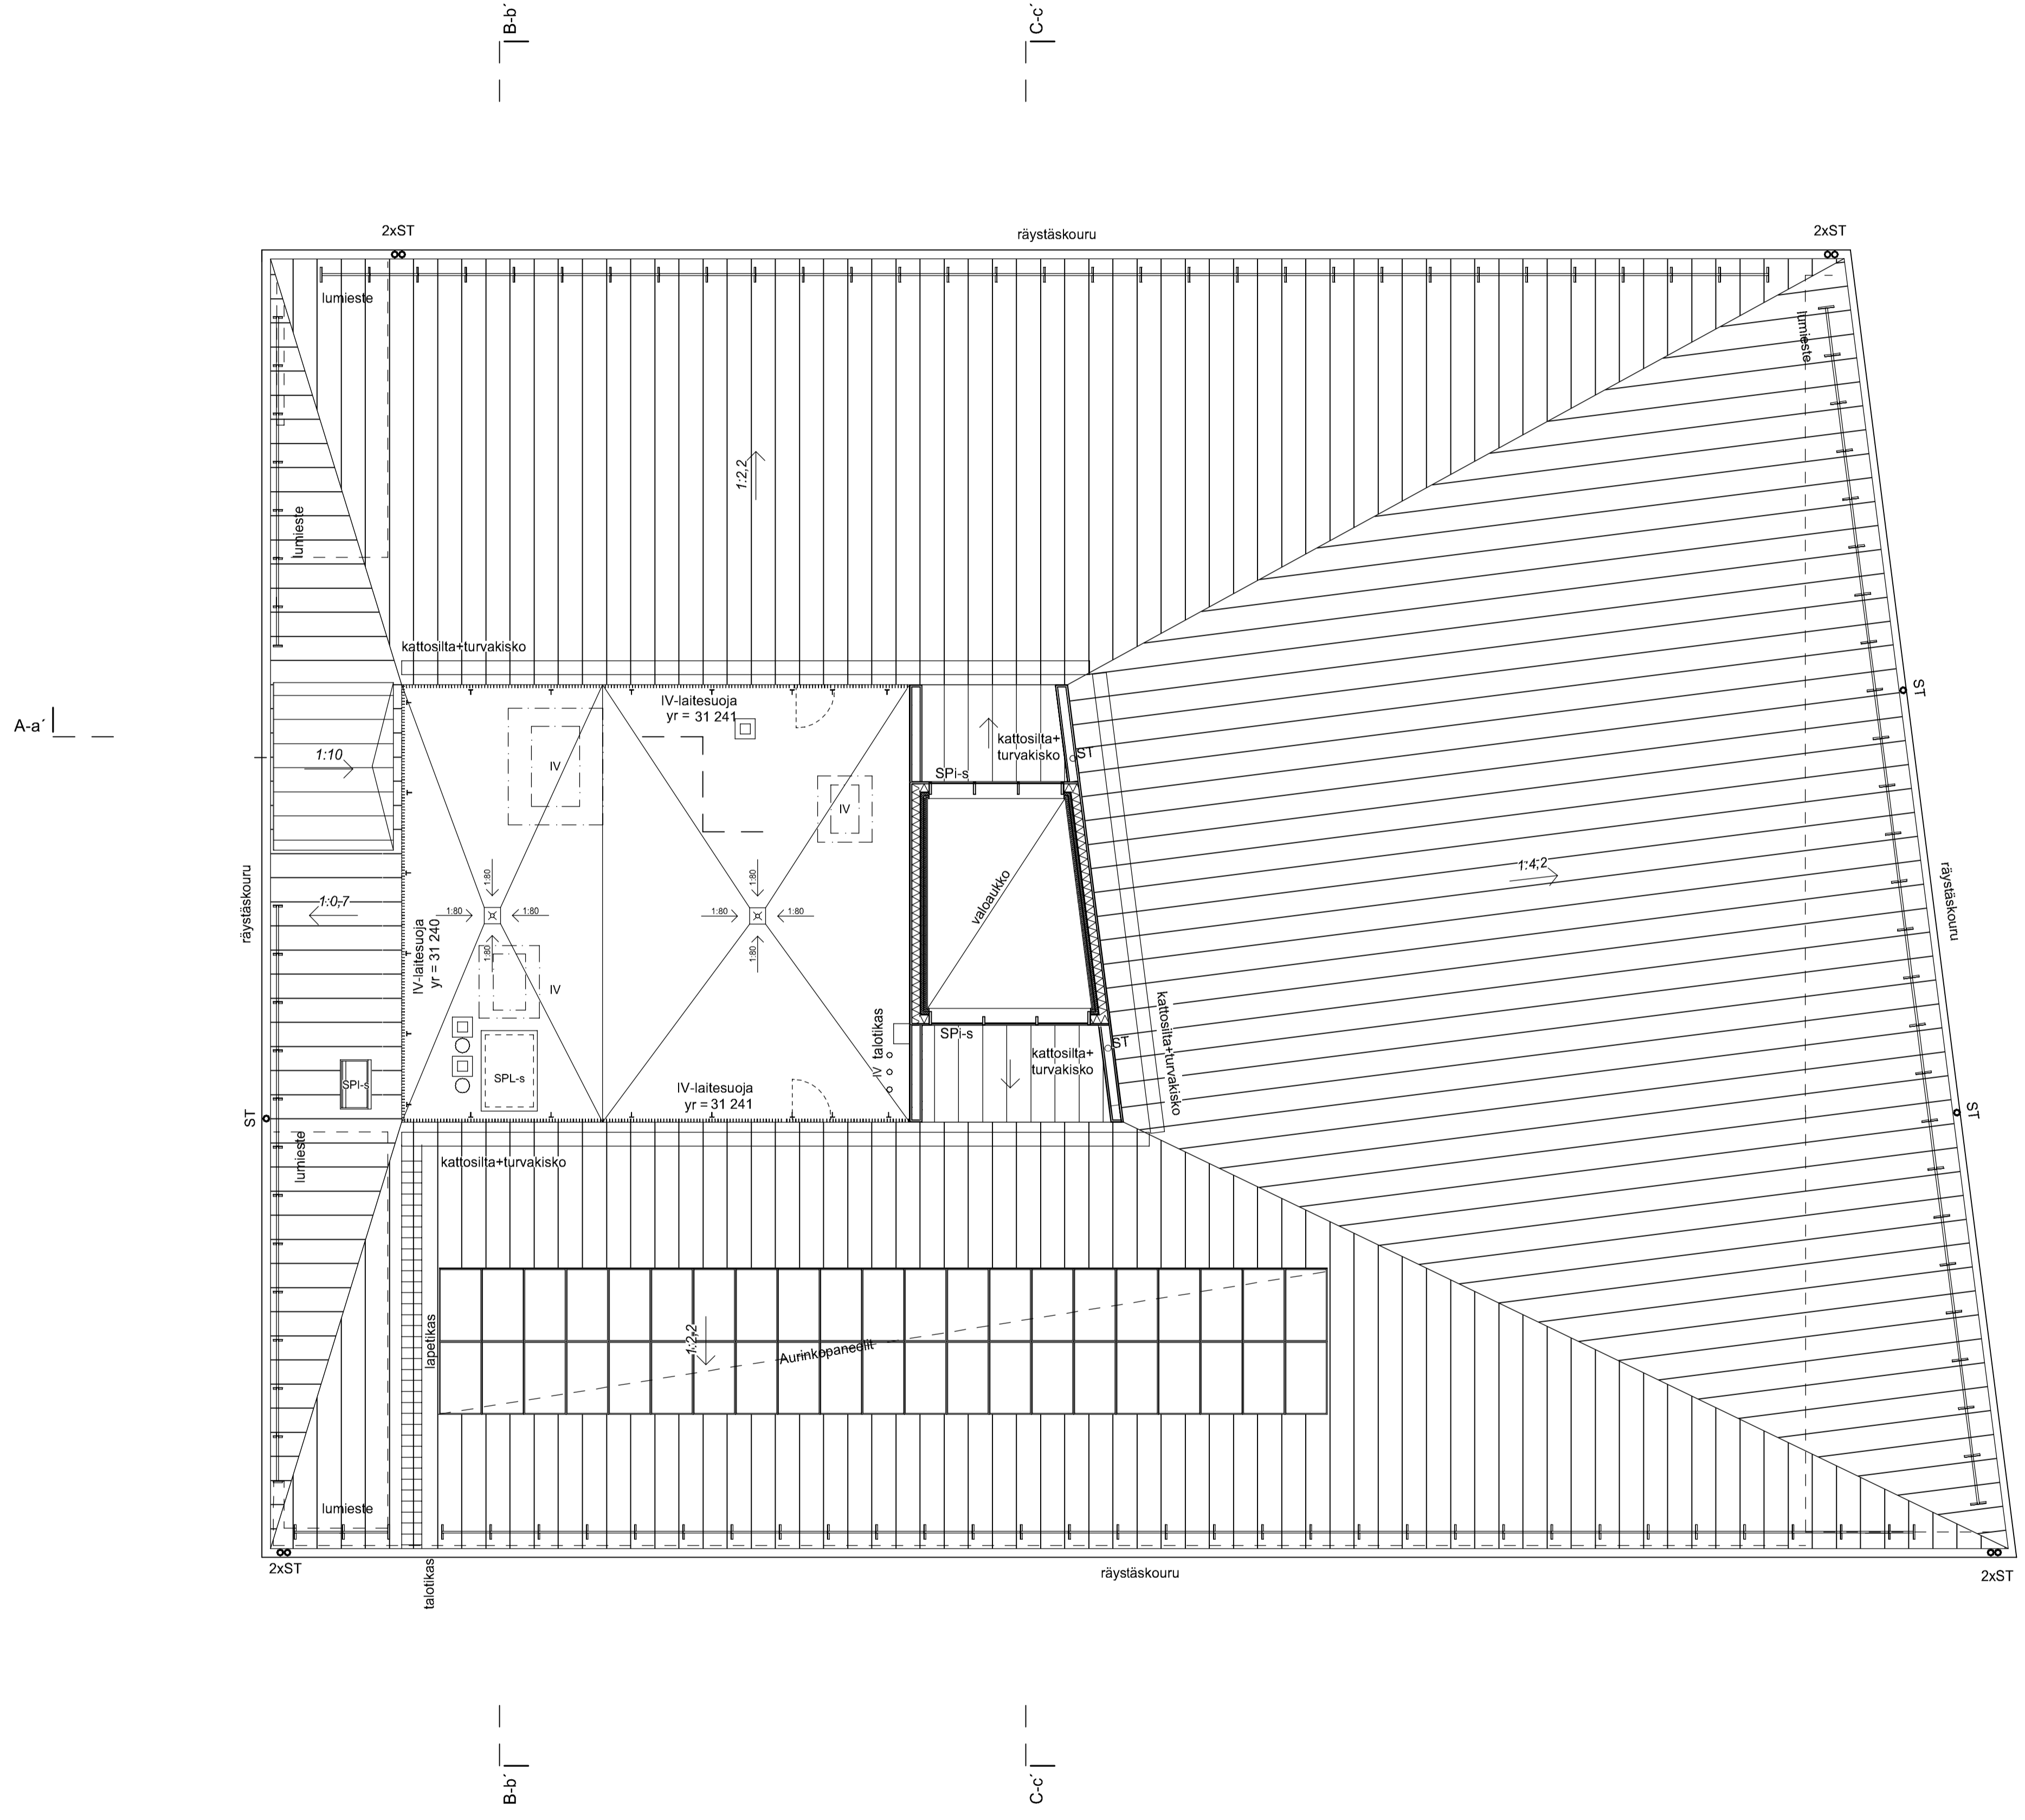 B-b´
C-c´
2xST
räystäskouru
2xST
lumieste
lumieste
1:2,2
lumieste
kattosilta+turvakisko
ST
A-a´
IV-laitesuoja
yr = 31 241
kattosilta+
turvakisko
ST
1:10
IV
SPi-s
IV
1:4,2
räystäskouru
1:0,7
räystäskouru
IV-laitesuoja
yr = 31 240
1:80
1:80
1:80
1:80
1:80
1:80
1:80
1:80
valoaukko
IV
talotikas
IV
SPi-s
ST
kattosilta+
turvakisko
kattosilta+turvakisko
SPI-s
SPL-s
IV-laitesuoja
yr = 31 241
ST
ST
lumieste
kattosilta+turvakisko
lapetikas
1:2,2
Aurinkopaneelit
lumieste
2xST
talotikas
räystäskouru
2xST
B-b´
C-c´